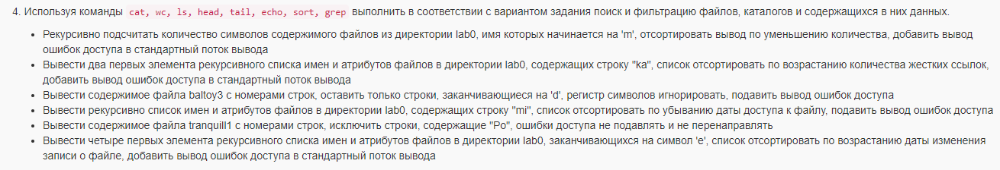 4. Используя команды cat, wc, ls, head, tail, echo, sort, grep выполнить в соответствии с вариантом задания поиск и фильтрацию файлов, каталогов и содержащихся в них данных.
• Рекурсивно подсчитать количество символов содержимого файлов из директории lab0, имя которых начинается на 'm', отсортировать вывод по уменьшению количества, добавить вывод
ошибок доступа в стандартный поток вывода
• Вывести два первых элемента рекурсивного списка имен и атрибутов файлов в директории lab0, содержащих строку "ka", список отсортировать по возрастанию количества жестких ссылок,
добавить вывод ошибок доступа в стандартный поток вывода
• Вывести содержимое файла baltoy3 с номерами строк, оставить только строки, заканчивающиеся на 'd', регистр символов игнорировать, подавить вывод ошибок доступа
• Вывести рекурсивно список имен и атрибутов файлов в директории lab0, содержащих строку "mi", список отсортировать по убыванию даты доступа к файлу, подавить вывод ошибок доступа
• Вывести содержимое файла tranquill1 с номерами строк, исключить строки, содержащие "Po", ошибки доступа не подавлять и не перенаправлять
• Вывести четыре первых элемента рекурсивного списка имен и атрибутов файлов в директории lab0, заканчивающихся на символ 'e', список отсортировать по возрастанию даты изменения
записи о файле, добавить вывод ошибок доступа в стандартный поток вывода